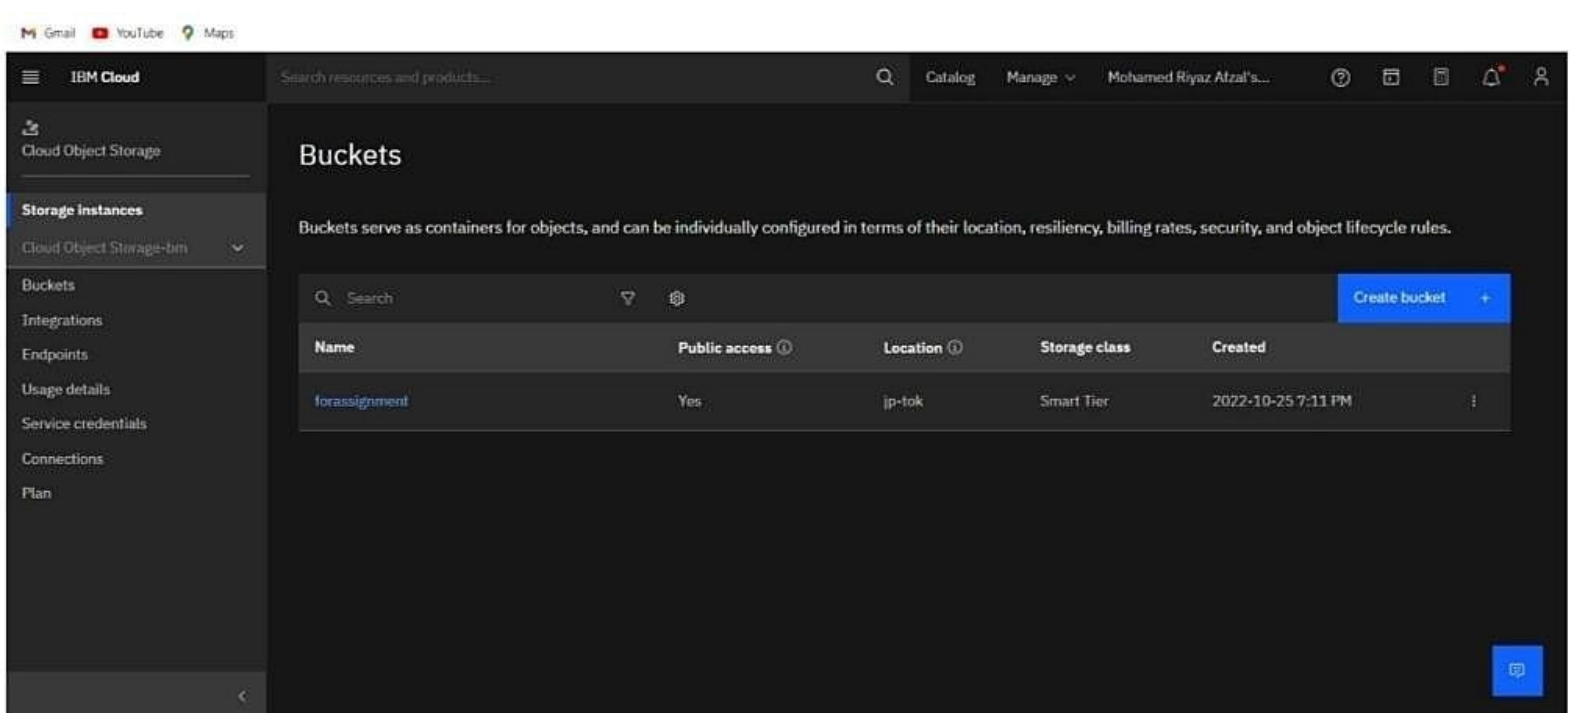 Gmail YouTube Maps
IBM Cloud Search resources and products... Catalog Manage Mohamed Riyaz Afzal's...
Cloud Object Storage
Storage instances
Cloud Object Storage-bm
Buckets
Integrations
Endpoints
Usage details
Service credentials
Connections
Plan
Buckets
Buckets serve as containers for objects, and can be individually configured in terms of their location, resiliency, billing rates, security, and object lifecycle rules.
Search Create bucket +
Name Public access Location Storage class Created
forassignment Yes jp-tok Smart Tier 2022-10-25 7:11 PM